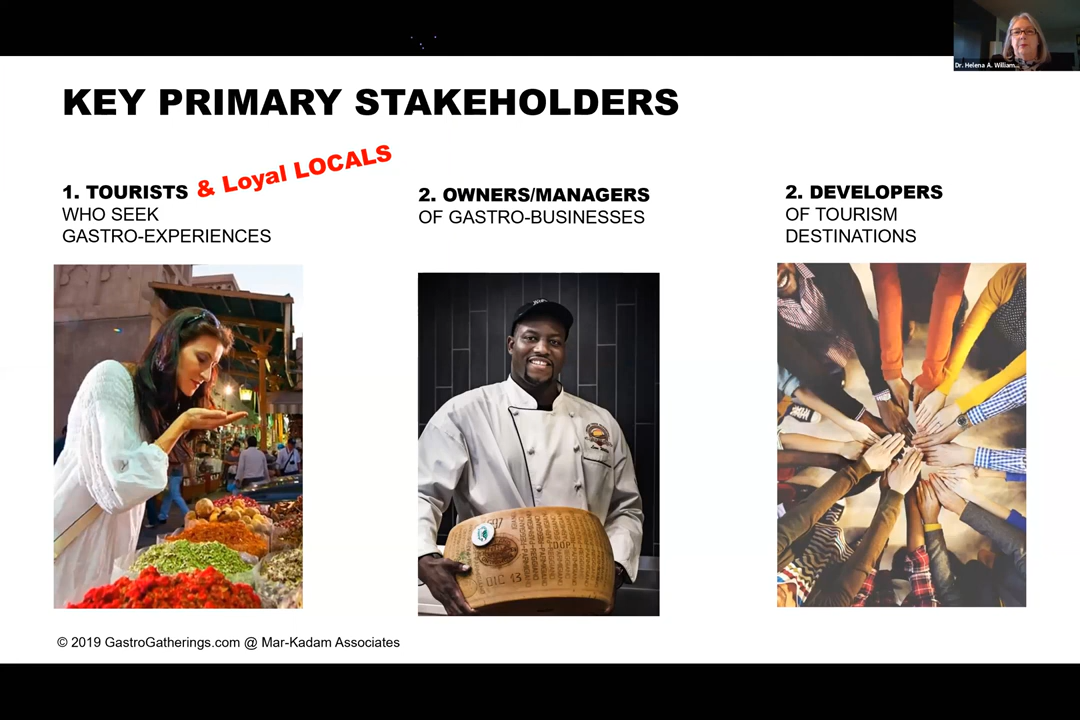 Dr. Helena A. William...
KEY PRIMARY STAKEHOLDERS
1. TOURISTS & Loyal LOCALS
WHO SEEK
GASTRO-EXPERIENCES
2. OWNERS/MANAGERS
OF GASTRO-BUSINESSES
2. DEVELOPERS
OF TOURISM
DESTINATIONS
© 2019 GastroGatherings.com @ Mar-Kadam Associates